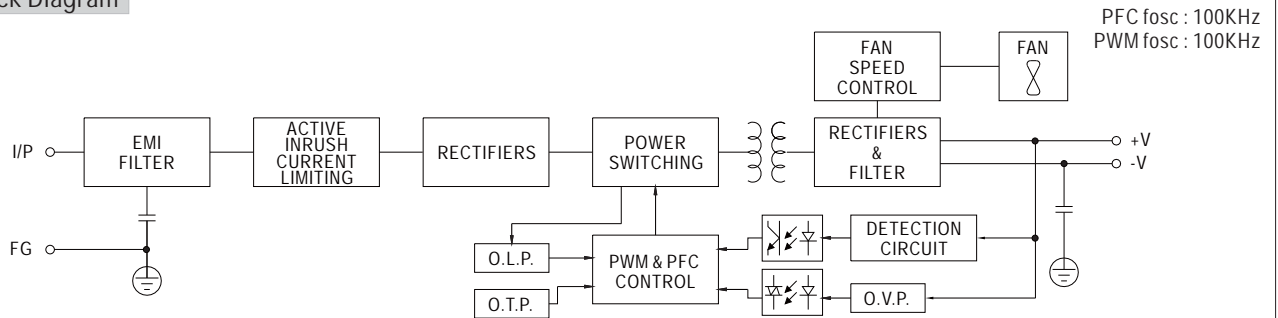 ck Diagram
PFC fosc : 100KHz
PWM fosc : 100KHz
FAN
SPEED
CONTROL
FAN
I/P
EMI
FILTER
ACTIVE
INRUSH
CURRENT
LIMITING
RECTIFIERS
POWER
SWITCHING
RECTIFIERS
&
FILTER
+V
-V
FG
O.L.P.
O.T.P.
PWM & PFC
CONTROL
DETECTION
CIRCUIT
O.V.P.